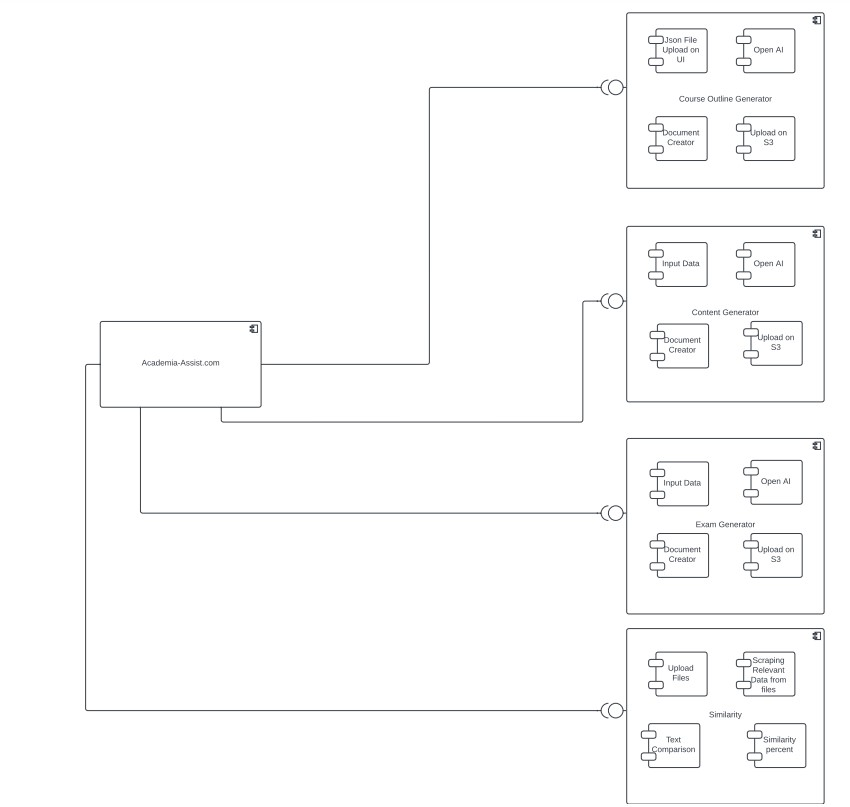 Json File
Upload on
UI
Open AI
Course Outline Generator
Document
Creator
Upload on
S3
Input Data
Open AI
Content Generator
Document
Creator
Upload on
S3
Academia-Assist.com
Input Data
Open AI
Exam Generator
Document
Creator
Upload on
S3
Upload
Files
Scraping
Relevant
Data from
files
Similarity
Text
Comparison
Similarity
percent